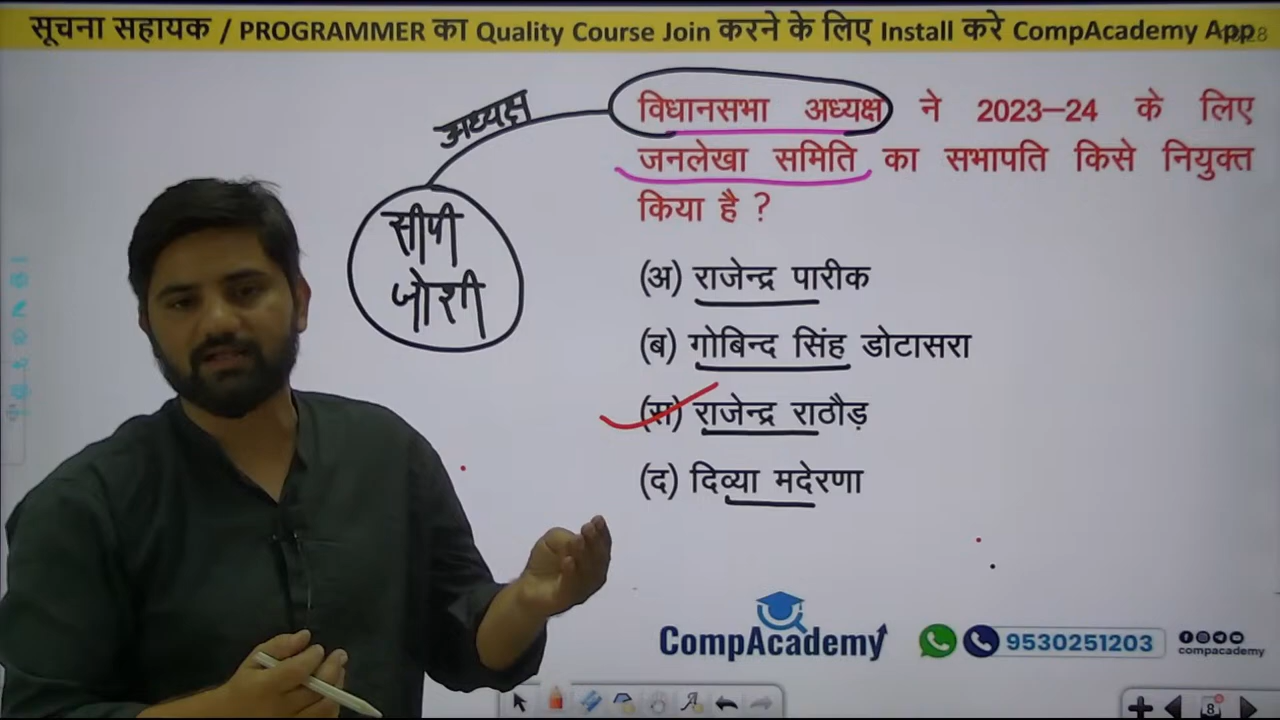 सूचना सहायक / PROGRAMMER का Quality Course Join करने के लिए Install करे CompAcademy App
अध्यक्ष
सीपी
जोशी
विधानसभा अध्यक्ष ने 2023–24 के लिए
जनलेखा समिति का सभापति किसे नियुक्त
किया है ?
(अ) राजेन्द्र पारीक
(ब) गोबिन्द सिंह डोटासरा
(स) राजेन्द्र राठौड़
(द) दिव्या मदेरणा
CompAcademy
9530251203
compacademy
8